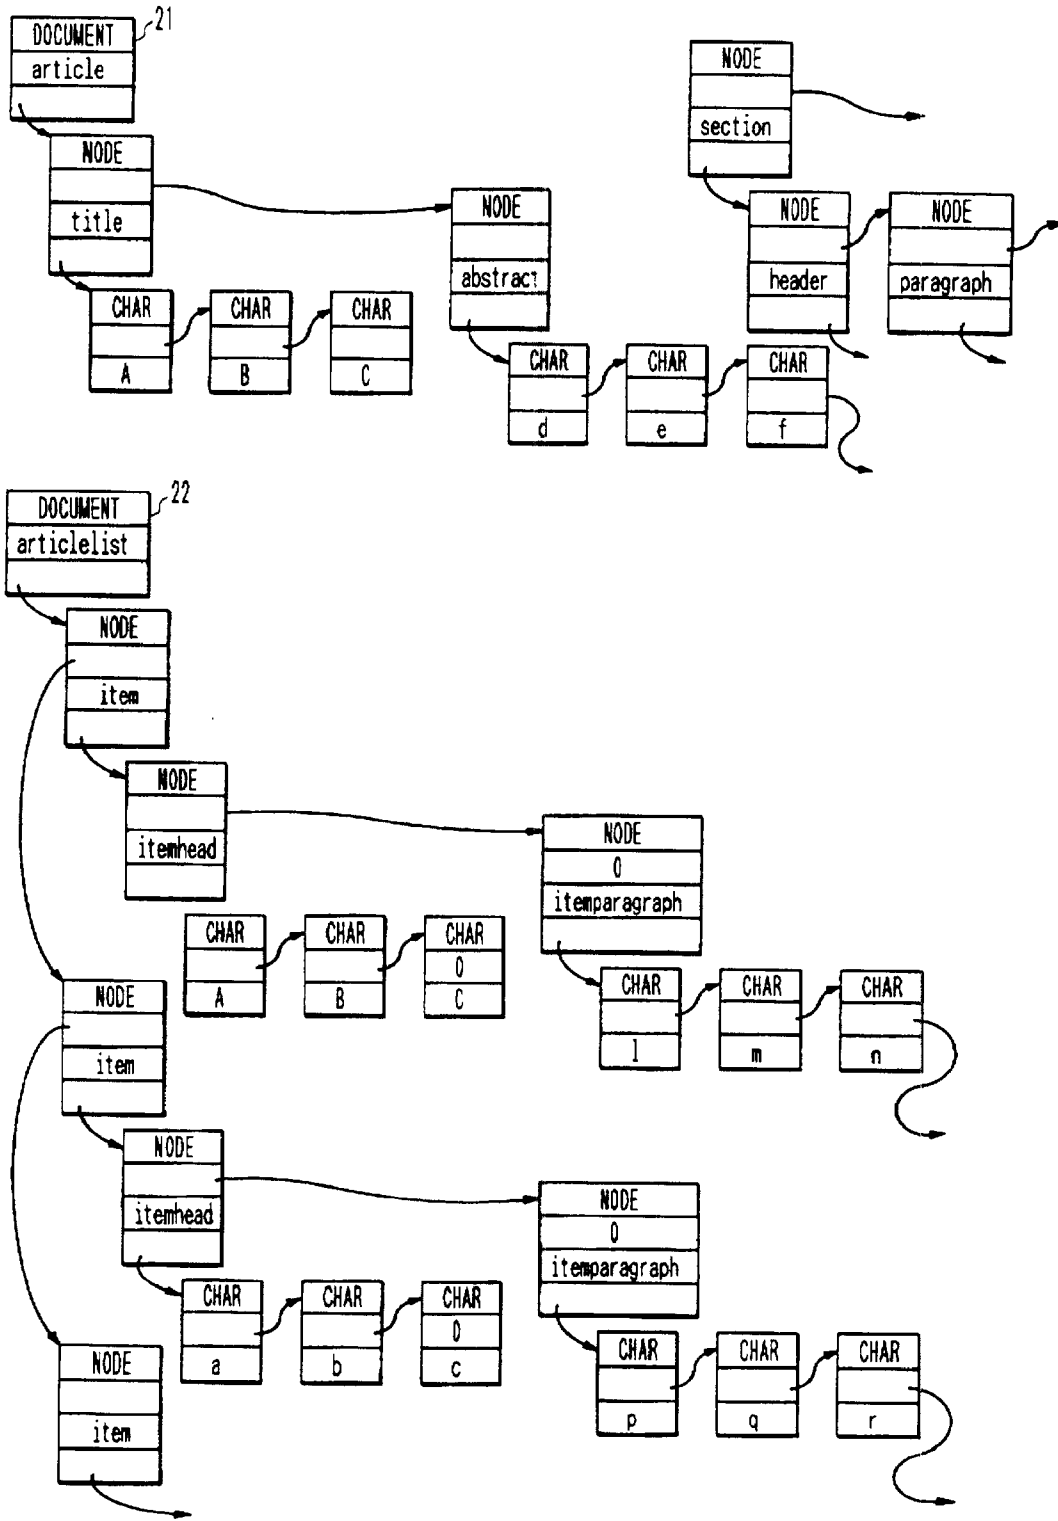 DOCUMENT
21
article
NODE
title
CHAR
A
CHAR
B
CHAR
C
NODE
abstract
CHAR
d
CHAR
e
CHAR
f
NODE
section
NODE
header
NODE
paragraph
DOCUMENT
22
articlelist
NODE
item
NODE
itemhead
CHAR
A
CHAR
B
CHAR
0
C
NODE
0
itemparagraph
CHAR
l
CHAR
m
CHAR
n
NODE
item
NODE
itemhead
CHAR
a
CHAR
b
CHAR
0
c
NODE
0
itemparagraph
CHAR
p
CHAR
q
CHAR
r
NODE
item